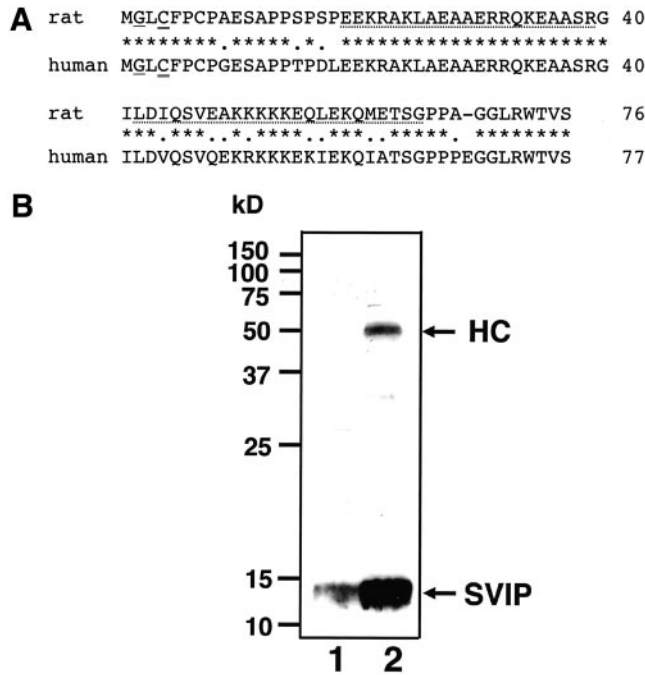 A
rat MGLCFPCPAESAPPSPSPEEKRAKLAEAAERRQKEAASRG 40
********.*****.*.**********************
human MGLCFPCPGESAPPTPDLEEKRAKLAEAAERRQKEAASRG 40
rat ILDIQSVEAKKKKKEQLEKQMETSGPPA-GGLRWTVS 76
***.***..*.****..***..*****. ********
human ILDVQSVQEKRKKKEKIEKQIATSGPPPEGGLRWTVS 77
B
kD
150
100
75
50 HC
37
25
15 SVIP
10
1 2